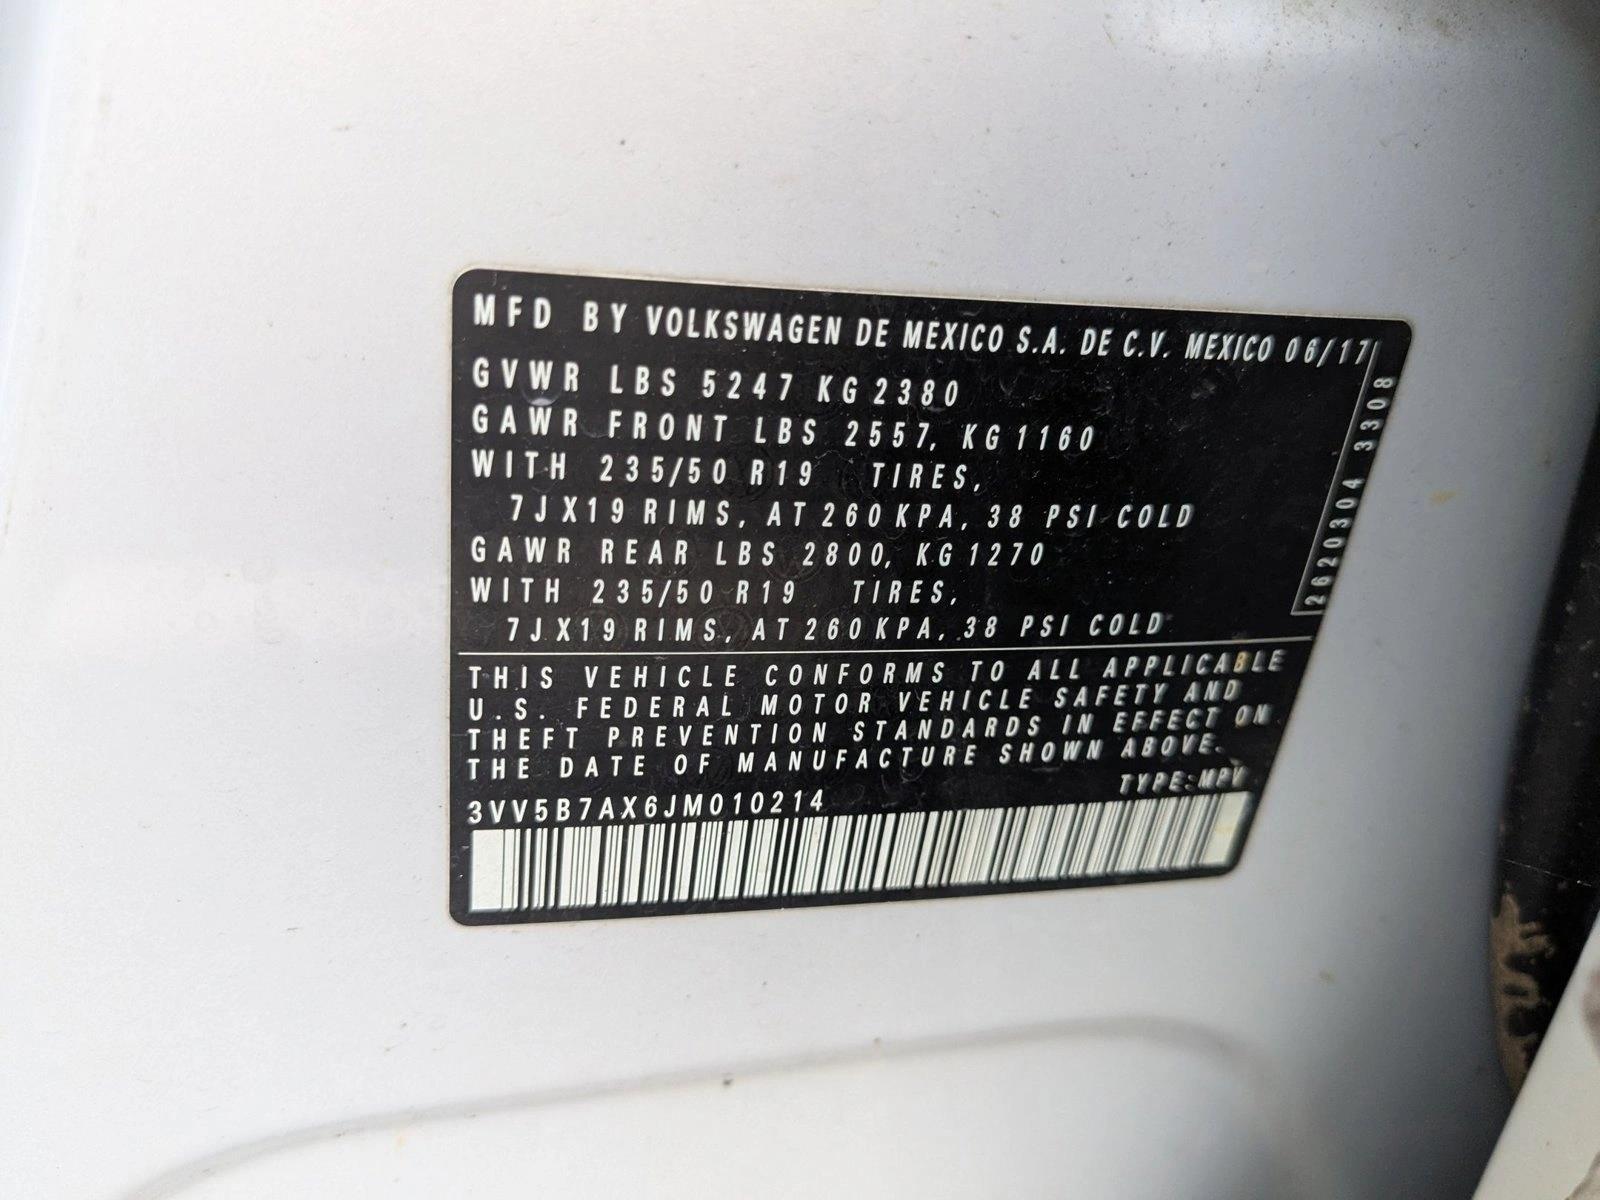 MFD BY VOLKSWAGEN DE MEXICO S.A. DE C.V. MEXICO 06/17
GVWR LBS 5247 KG 2380
GAWR FRONT LBS 2557, KG 1160
WITH 235/50 R19 TIRES,
7JX19 RIMS, AT 260 KPA, 38 PSI COLD
GAWR REAR LBS 2800, KG 1270
WITH 235/50 R19 TIRES,
7JX19 RIMS, AT 260 KPA, 38 PSI COLD
2620304 3308
THIS VEHICLE CONFORMS TO ALL APPLICABLE
U.S. FEDERAL MOTOR VEHICLE SAFETY AND
THEFT PREVENTION STANDARDS IN EFFECT ON
THE DATE OF MANUFACTURE SHOWN ABOVE.
TYPE: MPV
3VV5B7AX6JM010214